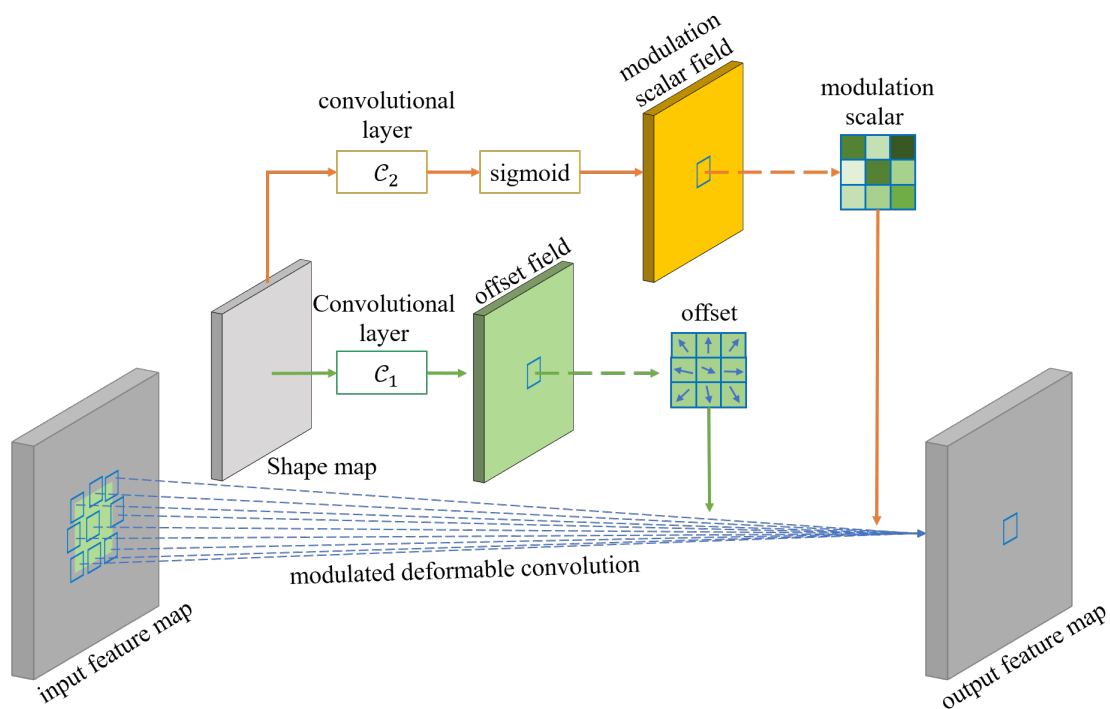 modulation
scalar field
modulation
scalar
convolutional
layer
𝒞₂
sigmoid
offset field
Convolutional
layer
𝒞₁
offset
Shape map
modulated deformable convolution
input feature map
output feature map